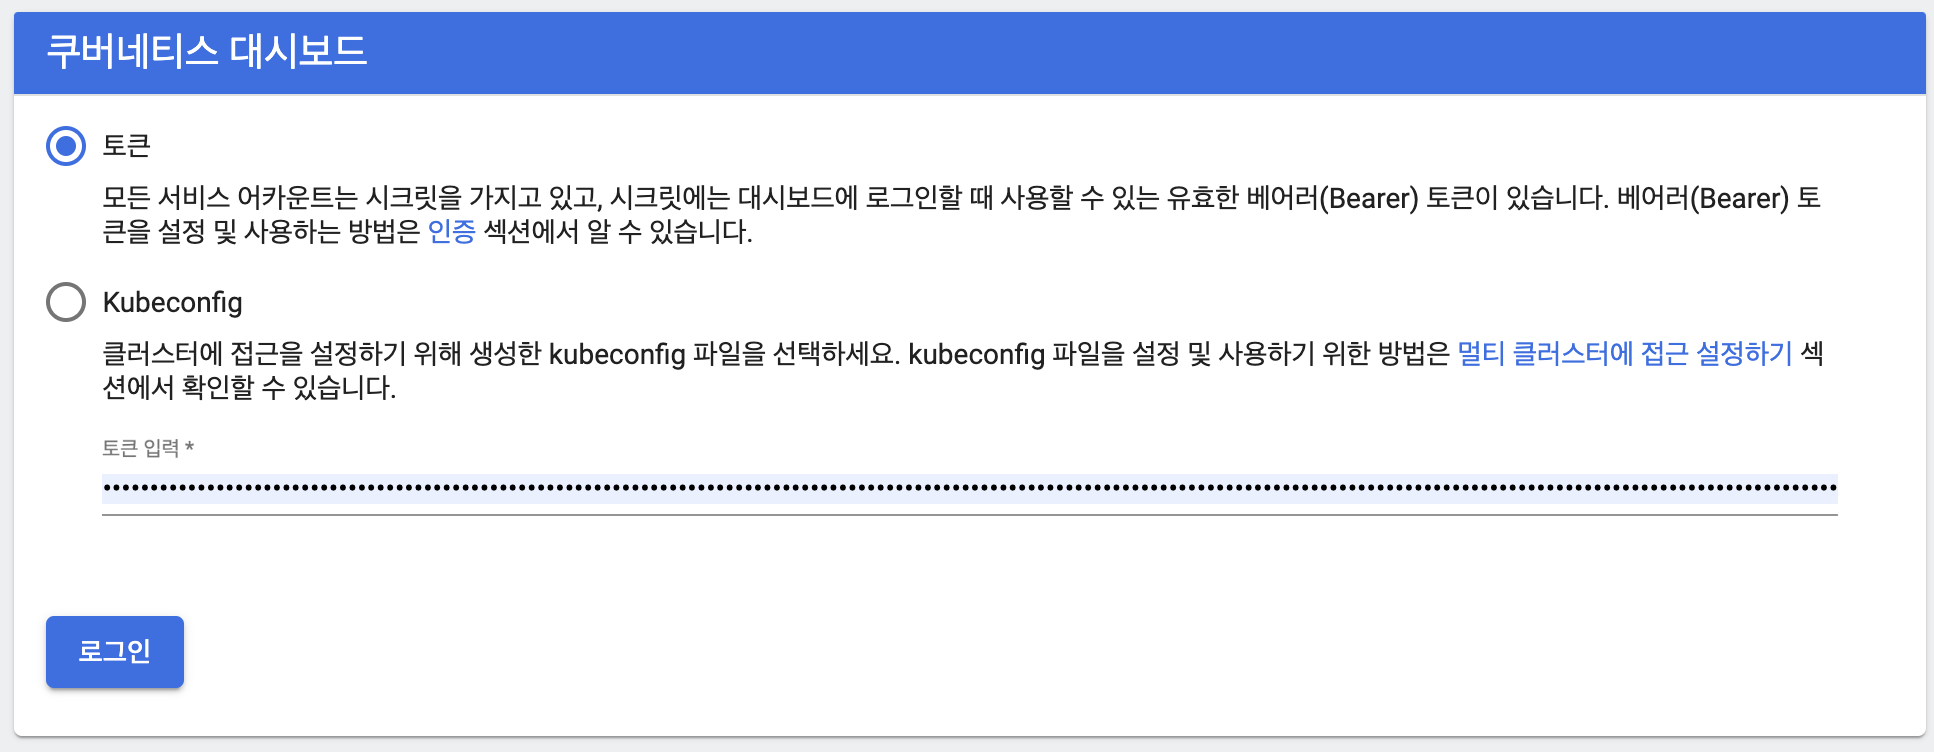 쿠버네티스 대시보드
토큰
모든 서비스 어카운트는 시크릿을 가지고 있고, 시크릿에는 대시보드에 로그인할 때 사용할 수 있는 유효한 베어러(Bearer) 토큰이 있습니다. 베어러(Bearer) 토
큰을 설정 및 사용하는 방법은 인증 섹션에서 알 수 있습니다.
Kubeconfig
클러스터에 접근을 설정하기 위해 생성한 kubeconfig 파일을 선택하세요. kubeconfig 파일을 설정 및 사용하기 위한 방법은 멀티 클러스터에 접근 설정하기 섹
션에서 확인할 수 있습니다.
토큰 입력 *
로그인